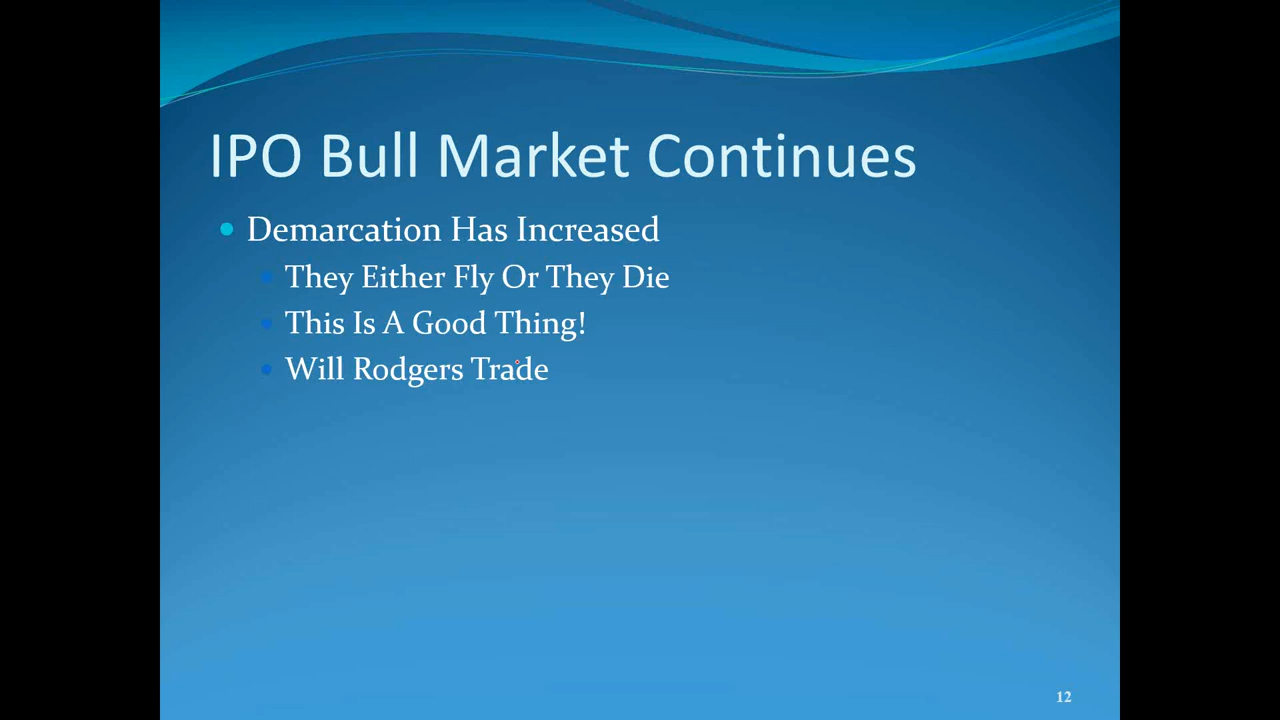 IPO Bull Market Continues
Demarcation Has Increased
They Either Fly Or They Die
This Is A Good Thing!
Will Rodgers Trade
12